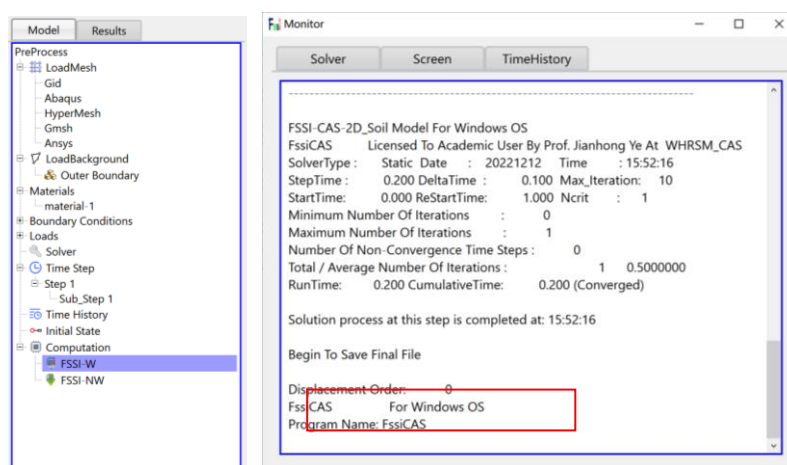 Model Results
PreProcess
LoadMesh
Gid
Abaqus
HyperMesh
Gmsh
Ansys
LoadBackground
Outer Boundary
Materials
material-1
Boundary Conditions
Loads
Solver
Time Step
Step 1
Sub_Step 1
Time History
Initial State
Computation
FSSI-W
FSSI-NW
Monitor
Solver Screen TimeHistory
--------------------------------------------------------------------------------
FSSI-CAS-2D_Soil Model For Windows OS
FssiCAS Licensed To Academic User By Prof. Jianhong Ye At WHRSM_CAS
SolverType : Static Date : 20221212 Time : 15:52:16
StepTime : 0.200 DeltaTime : 0.100 Max_Iteration: 10
StartTime: 0.000 ReStartTime: 1.000 Ncrit : 1
Minimum Number Of Iterations : 0
Maximum Number Of Iterations : 1
Number Of Non-Convergence Time Steps : 0
Total / Average Number Of Iterations : 1 0.5000000
RunTime: 0.200 CumulativeTime: 0.200 (Converged)
Solution process at this step is completed at: 15:52:16
Begin To Save Final File
Displacement Order: 0
FssiCAS For Windows OS
Program Name: FssiCAS